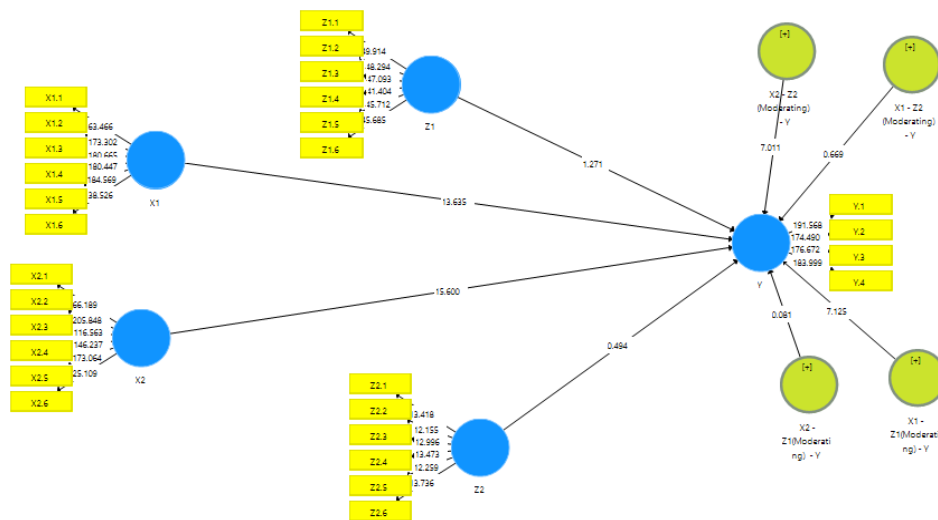 Z1.1
Z1.2
Z1.3
Z1.4
Z1.5
Z1.6
48.294
47.093
41.404
45.712
Z1
X1.1
X1.2
X1.3
X1.4
X1.5
X1.6
63.466
173.302
180.665
180.447
184.569
38.526
X1
X2.1
X2.2
X2.3
X2.4
X2.5
X2.6
66.189
205.848
116.563
146.237
173.064
25.109
X2
Z2.1
Z2.2
Z2.3
Z2.4
Z2.5
Z2.6
13.418
12.155
12.996
13.473
12.259
13.736
Z2
1.271
13.635
15.600
0.494
[+]
X2 - Z2
(Moderating)
- Y
7.011
[+]
X1 - Z2
(Moderating)
- Y
0.669
Y.1
Y.2
Y.3
Y.4
191.568
174.490
176.672
183.999
Y
0.081
7.125
[+]
X2 -
Z1(Moderati
ng) - Y
[+]
X1 -
Z1(Moderati
ng) - Y